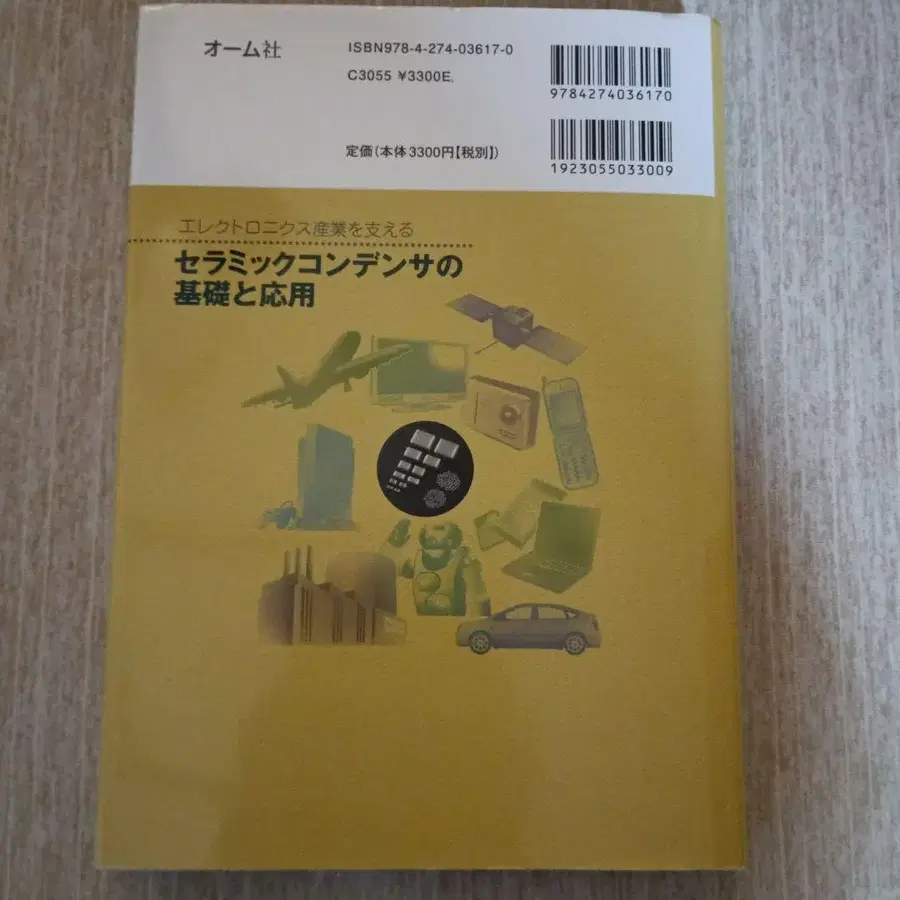 オーム社
ISBN978-4-274-03617-0
C3055 ¥3300E.
9784274036170
定価(本体3300円【税別】)
1923055033009
エレクトロニクス産業を支える
セラミックコンデンサの
基礎と応用